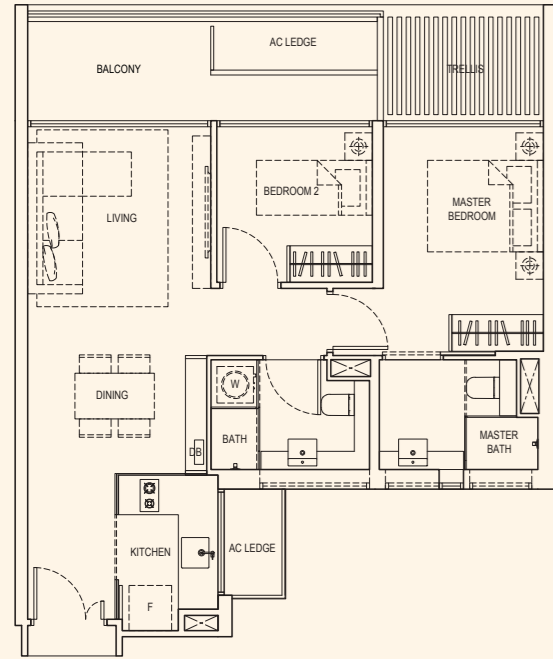 AC LEDGE
BALCONY
TRELLIS
BEDROOM 2
MASTER
BEDROOM
LIVING
W
DINING
BATH
MASTER
BATH
DB
KITCHEN
AC LEDGE
F